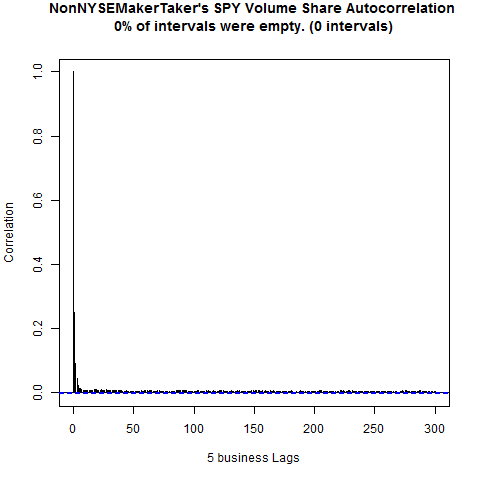 NonNYSEMakerTaker's SPY Volume Share Autocorrelation
0% of intervals were empty. (0 intervals)
Correlation
1.0
0.8
0.6
0.4
0.2
0.0
0 50 100 150 200 250 300
5 business Lags